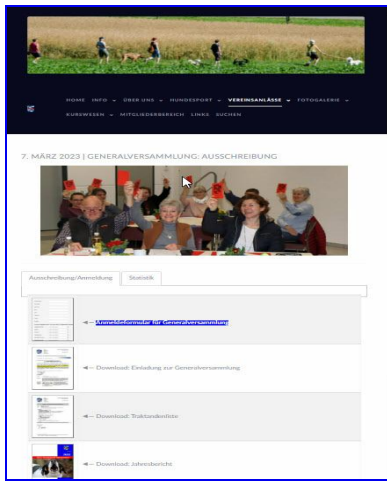 HOME INFO ÜBER UNS HUNDESPORT VEREINSANLÄSSE FOTOGALERIE
KURSWESEN MITGLIEDERBEREICH LINKS SUCHEN
7. MÄRZ 2023 | GENERALVERSAMMLUNG: AUSSCHREIBUNG
Ausschreibung/Anmeldung Statistik
◄— Anmeldeformular für Generalversammlung
◄— Download: Einladung zur Generalversammlung
◄— Download: Traktandenliste
◄— Download: Jahresbericht